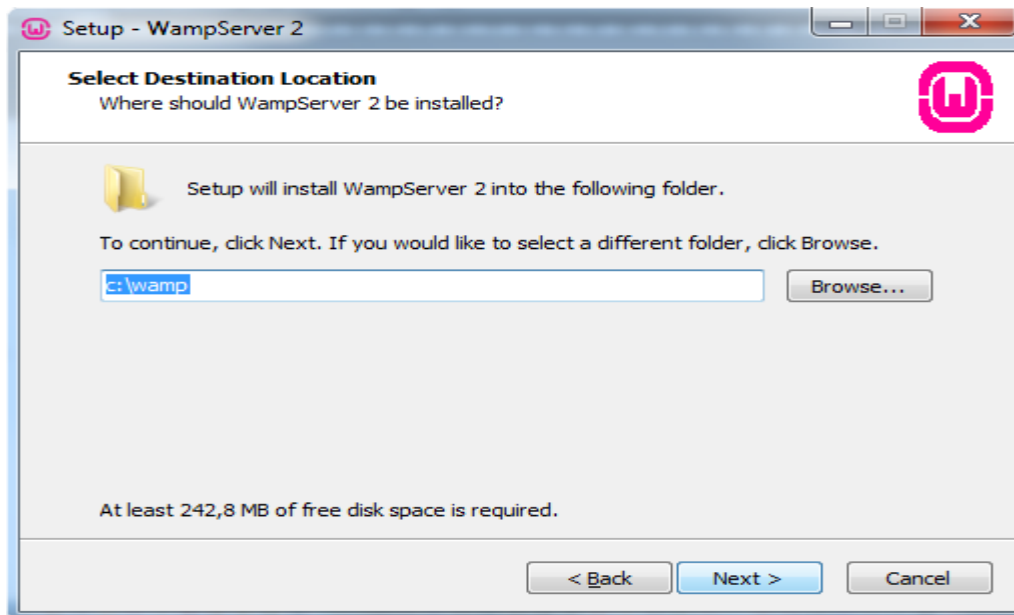 Setup - WampServer 2
Select Destination Location
Where should WampServer 2 be installed?
W
Setup will install WampServer 2 into the following folder.
To continue, click Next. If you would like to select a different folder, click Browse.
c:\wamp
Browse...
At least 242,8 MB of free disk space is required.
< Back
Next >
Cancel